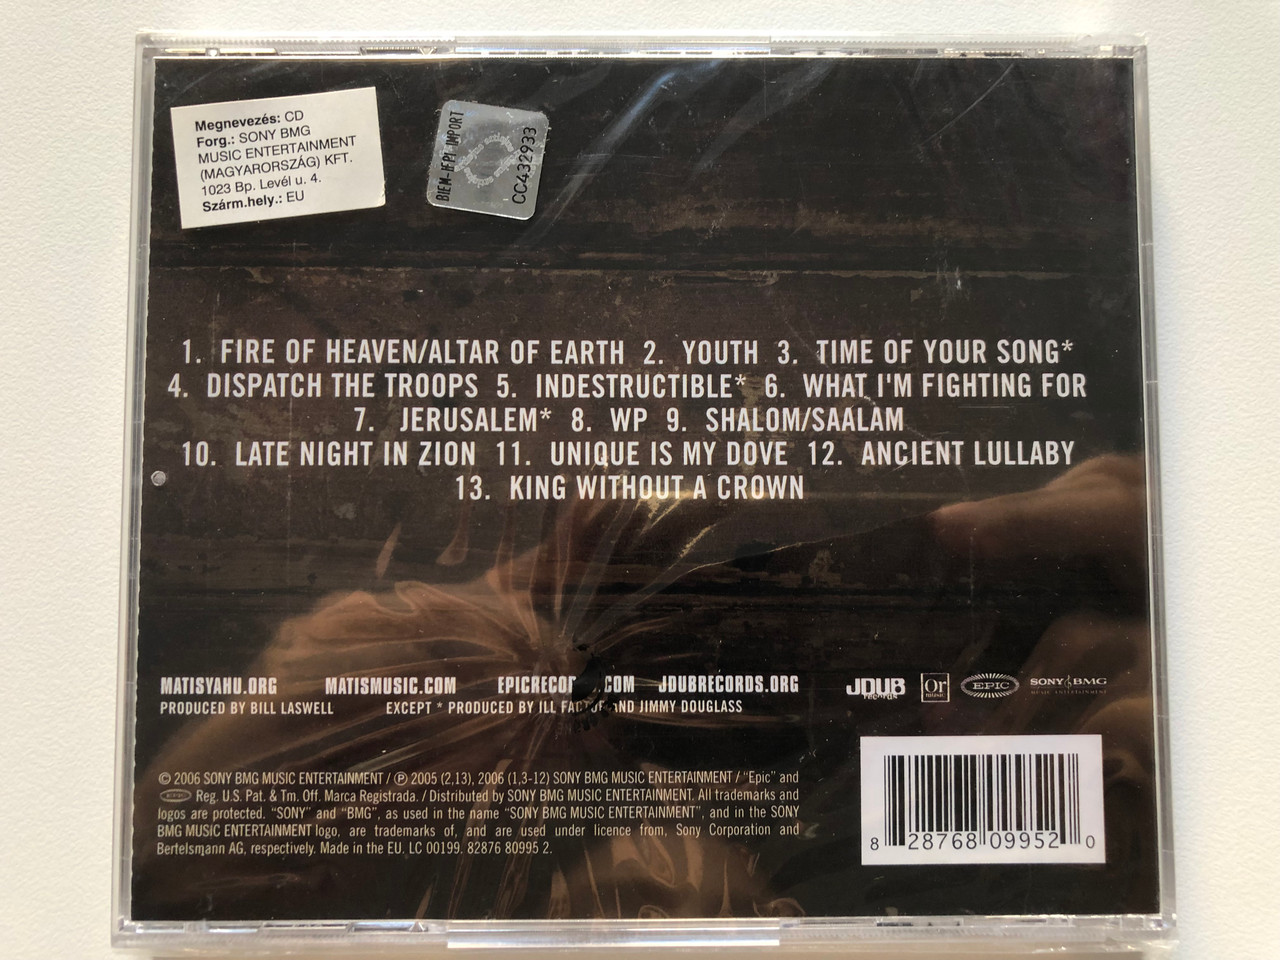 Megnevezés: CD
Forg.: SONY BMG
MUSIC ENTERTAINMENT
(MAGYARORSZÁG) KFT.
1023 Bp. Levél u. 4.
Szárm.hely.: EU
BIEM-HFPI IMPORT
CC432933
1. FIRE OF HEAVEN/ALTAR OF EARTH 2. YOUTH 3. TIME OF YOUR SONG*
4. DISPATCH THE TROOPS 5. INDESTRUCTIBLE* 6. WHAT I'M FIGHTING FOR
7. JERUSALEM* 8. WP 9. SHALOM/SAALAM
10. LATE NIGHT IN ZION 11. UNIQUE IS MY DOVE 12. ANCIENT LULLABY
13. KING WITHOUT A CROWN
MATISYAHU.ORG MATISMUSIC.COM EPICRECOR .COM JDUBRECORDS.ORG
PRODUCED BY BILL LASWELL EXCEPT * PRODUCED BY ILL FACTOR AND JIMMY DOUGLASS
JDUB records Or music EPIC SONY BMG MUSIC ENTERTAINMENT
© 2006 SONY BMG MUSIC ENTERTAINMENT / ℗ 2005 (2,13), 2006 (1,3-12) SONY BMG MUSIC ENTERTAINMENT / "Epic" and
EPIC Reg. U.S. Pat. & Tm. Off. Marca Registrada. / Distributed by SONY BMG MUSIC ENTERTAINMENT. All trademarks and
logos are protected. "SONY" and "BMG", as used in the name "SONY BMG MUSIC ENTERTAINMENT", and in the SONY
BMG MUSIC ENTERTAINMENT logo, are trademarks of, and are used under licence from, Sony Corporation and
Bertelsmann AG, respectively. Made in the EU. LC 00199. 82876 80995 2.
8 28768 09952 0